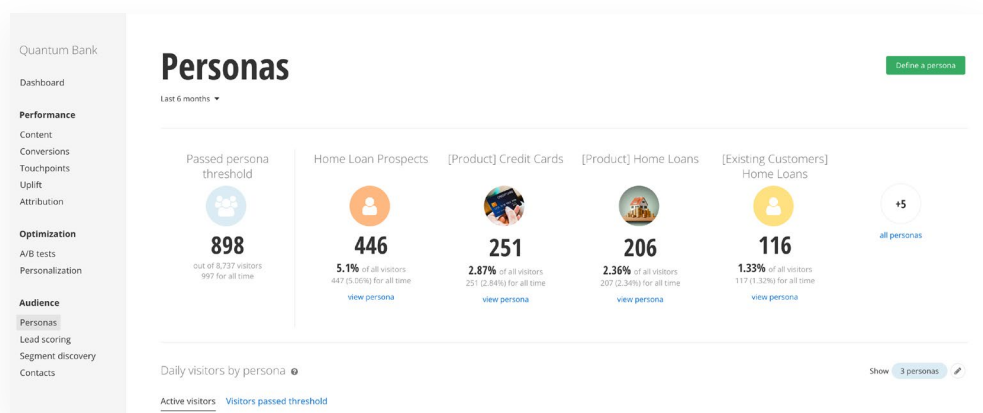 Quantum Bank
Dashboard
Performance
Content
Conversions
Touchpoints
Uplift
Attribution
Optimization
A/B tests
Personalization
Audience
Personas
Lead scoring
Segment discovery
Contacts
Personas
Define a persona
Last 6 months
Passed persona
threshold
898
out of 8,737 visitors
997 for all time
Home Loan Prospects
446
5.1% of all visitors
447 (5.06%) for all time
view persona
[Product] Credit Cards
251
2.87% of all visitors
251 (2.84%) for all time
view persona
[Product] Home Loans
206
2.36% of all visitors
207 (2.34%) for all time
view persona
[Existing Customers]
Home Loans
116
1.33% of all visitors
117 (1.32%) for all time
view persona
+5
all personas
Daily visitors by persona
Show 3 personas
Active visitors Visitors passed threshold